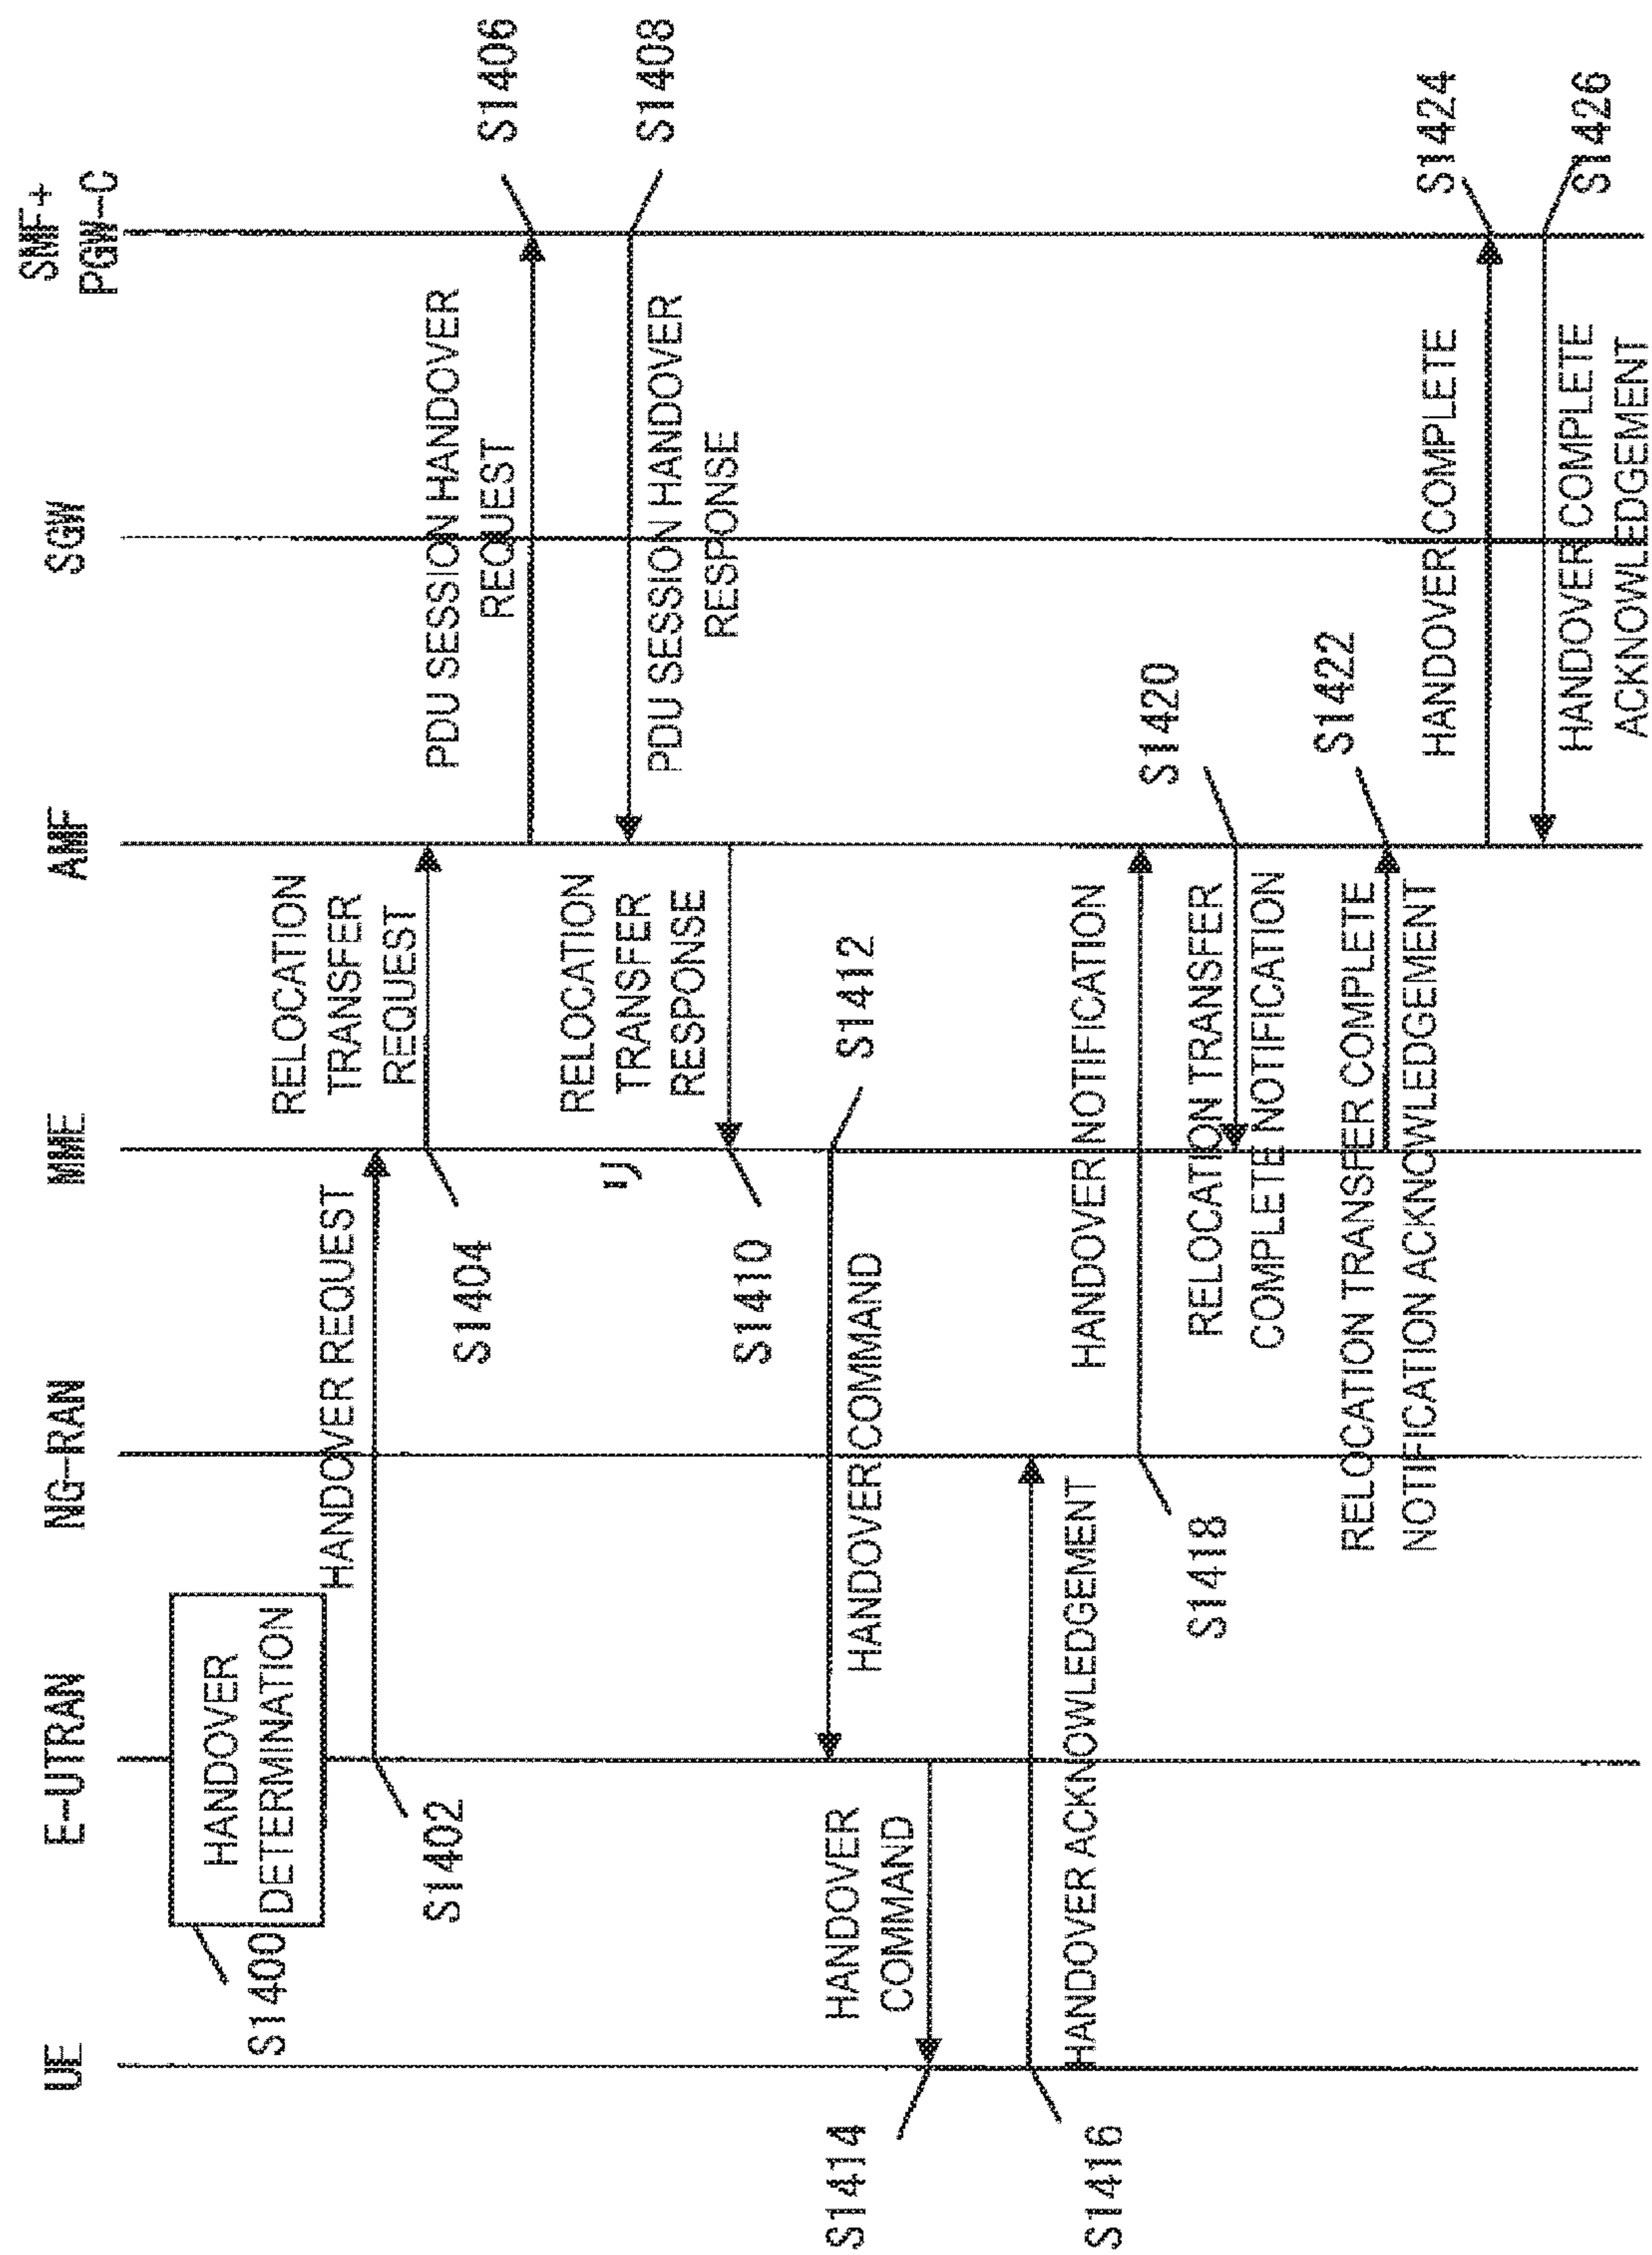 UE
E-UTRAN
NG-RAN
MME
AMF
SGW
SMF+
PGW-C
HANDOVER
DETERMINATION
S1400
HANDOVER REQUEST
S1402
RELOCATION
TRANSFER
REQUEST
S1404
PDU SESSION HANDOVER
REQUEST
S1406
PDU SESSION HANDOVER
RESPONSE
S1408
RELOCATION
TRANSFER
RESPONSE
S1410
HANDOVER COMMAND
S1412
HANDOVER
COMMAND
S1414
HANDOVER ACKNOWLEDGEMENT
S1416
HANDOVER NOTIFICATION
S1418
RELOCATION TRANSFER
COMPLETE NOTIFICATION
S1420
RELOCATION TRANSFER COMPLETE
NOTIFICATION ACKNOWLEDGEMENT
S1422
HANDOVER COMPLETE
S1424
HANDOVER COMPLETE
ACKNOWLEDGEMENT
S1426